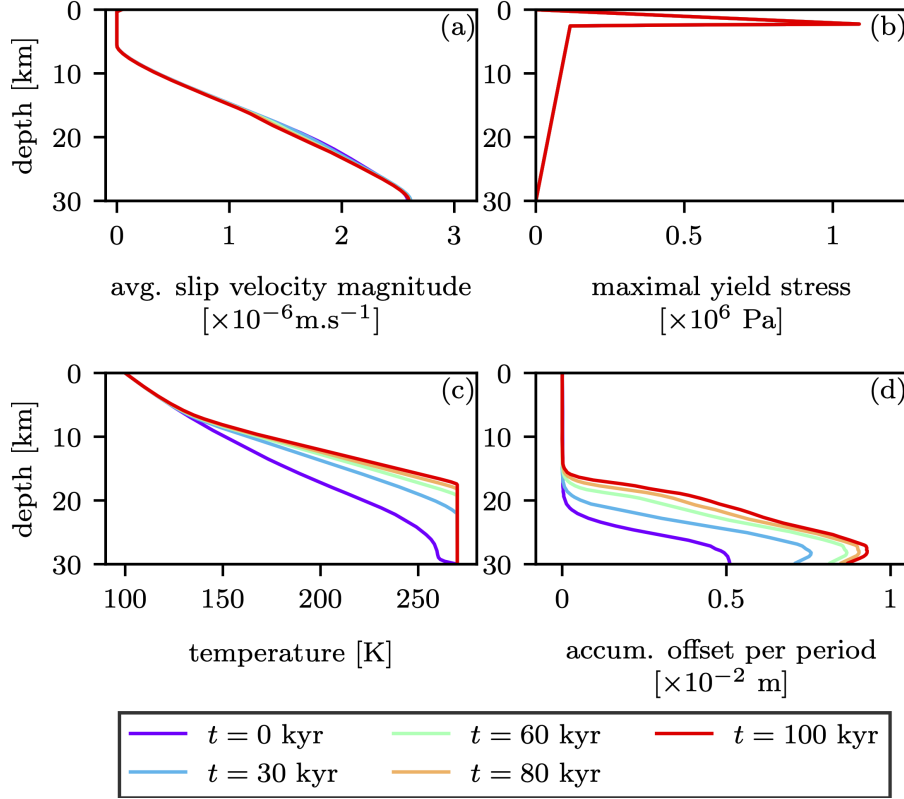 0
(a)
10
20
30
depth [km]
0
1
2
3
avg. slip velocity magnitude
[×10⁻⁶m.s⁻¹]
0
(b)
10
20
30
0
0.5
1
maximal yield stress
[×10⁶ Pa]
0
(c)
10
20
30
depth [km]
100
150
200
250
temperature [K]
0
(d)
10
20
30
0
0.5
1
accum. offset per period
[×10⁻² m]
t = 0 kyr
t = 60 kyr
t = 100 kyr
t = 30 kyr
t = 80 kyr